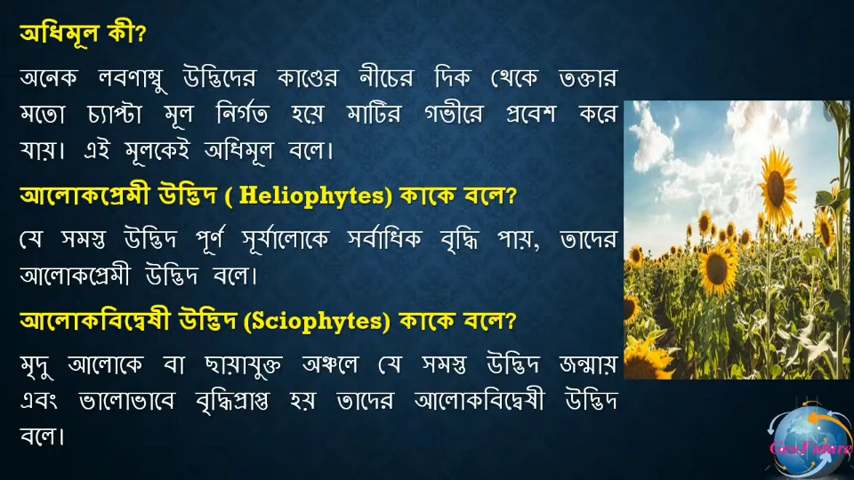 অধিমূল কী?
অনেক লবণাম্বু উদ্ভিদের কাণ্ডের নীচের দিক থেকে তক্তার
মতো চ্যাপ্টা মূল নির্গত হয়ে মাটির গভীরে প্রবেশ করে
যায়। এই মূলকেই অধিমূল বলে।
আলোকপ্রেমী উদ্ভিদ ( Heliophytes) কাকে বলে?
যে সমস্ত উদ্ভিদ পূর্ণ সূর্যালোকে সর্বাধিক বৃদ্ধি পায়, তাদের
আলোকপ্রেমী উদ্ভিদ বলে।
আলোকবিদ্বেষী উদ্ভিদ (Sciophytes) কাকে বলে?
মৃদু আলোকে বা ছায়াযুক্ত অঞ্চলে যে সমস্ত উদ্ভিদ জন্মায়
এবং ভালোভাবে বৃদ্ধিপ্রাপ্ত হয় তাদের আলোকবিদ্বেষী উদ্ভিদ
বলে।
GeoFuture